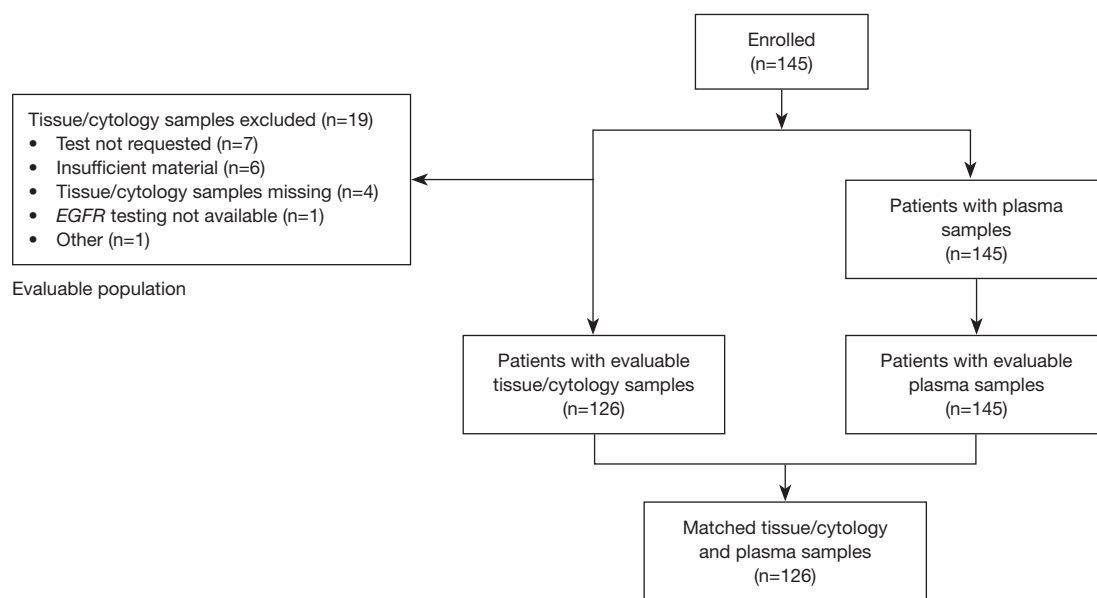 Enrolled
(n=145)
Tissue/cytology samples excluded (n=19)
• Test not requested (n=7)
• Insufficient material (n=6)
• Tissue/cytology samples missing (n=4)
• EGFR testing not available (n=1)
• Other (n=1)
Evaluable population
Patients with plasma
samples
(n=145)
Patients with evaluable
tissue/cytology samples
(n=126)
Patients with evaluable
plasma samples
(n=145)
Matched tissue/cytology
and plasma samples
(n=126)